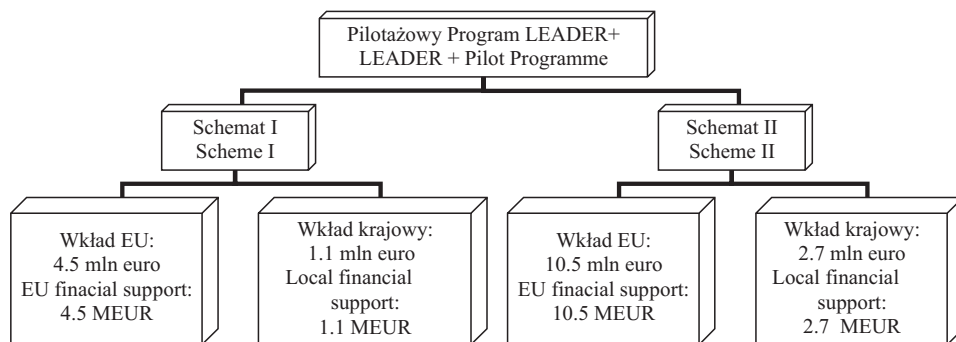 Pilotażowy Program LEADER+
LEADER + Pilot Programme
Schemat I
Scheme I
Schemat II
Scheme II
Wkład EU:
4.5 mln euro
EU finacial support:
4.5 MEUR
Wkład krajowy:
1.1 mln euro
Local financial
support:
1.1 MEUR
Wkład EU:
10.5 mln euro
EU finacial support:
10.5 MEUR
Wkład krajowy:
2.7 mln euro
Local financial
support:
2.7 MEUR